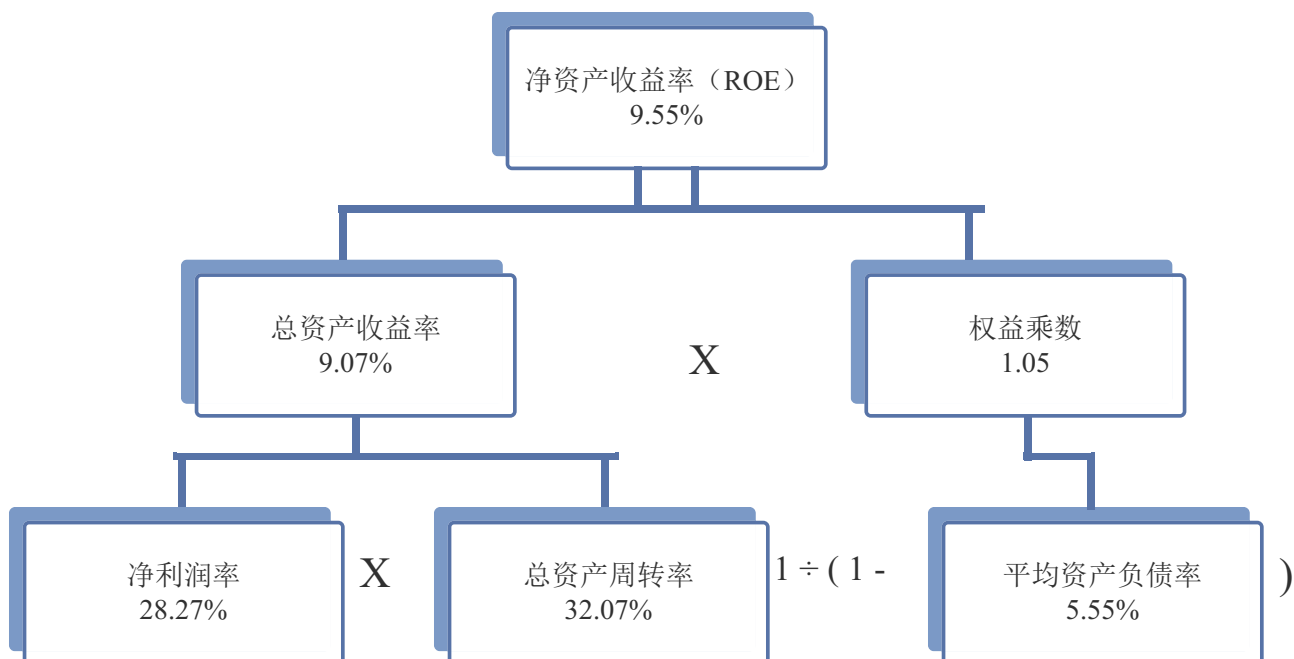 净资产收益率（ROE）
9.55%
总资产收益率
9.07%
X
权益乘数
1.05
净利润率
28.27%
X
总资产周转率
32.07%
1 ÷ ( 1 -
平均资产负债率
5.55%
)